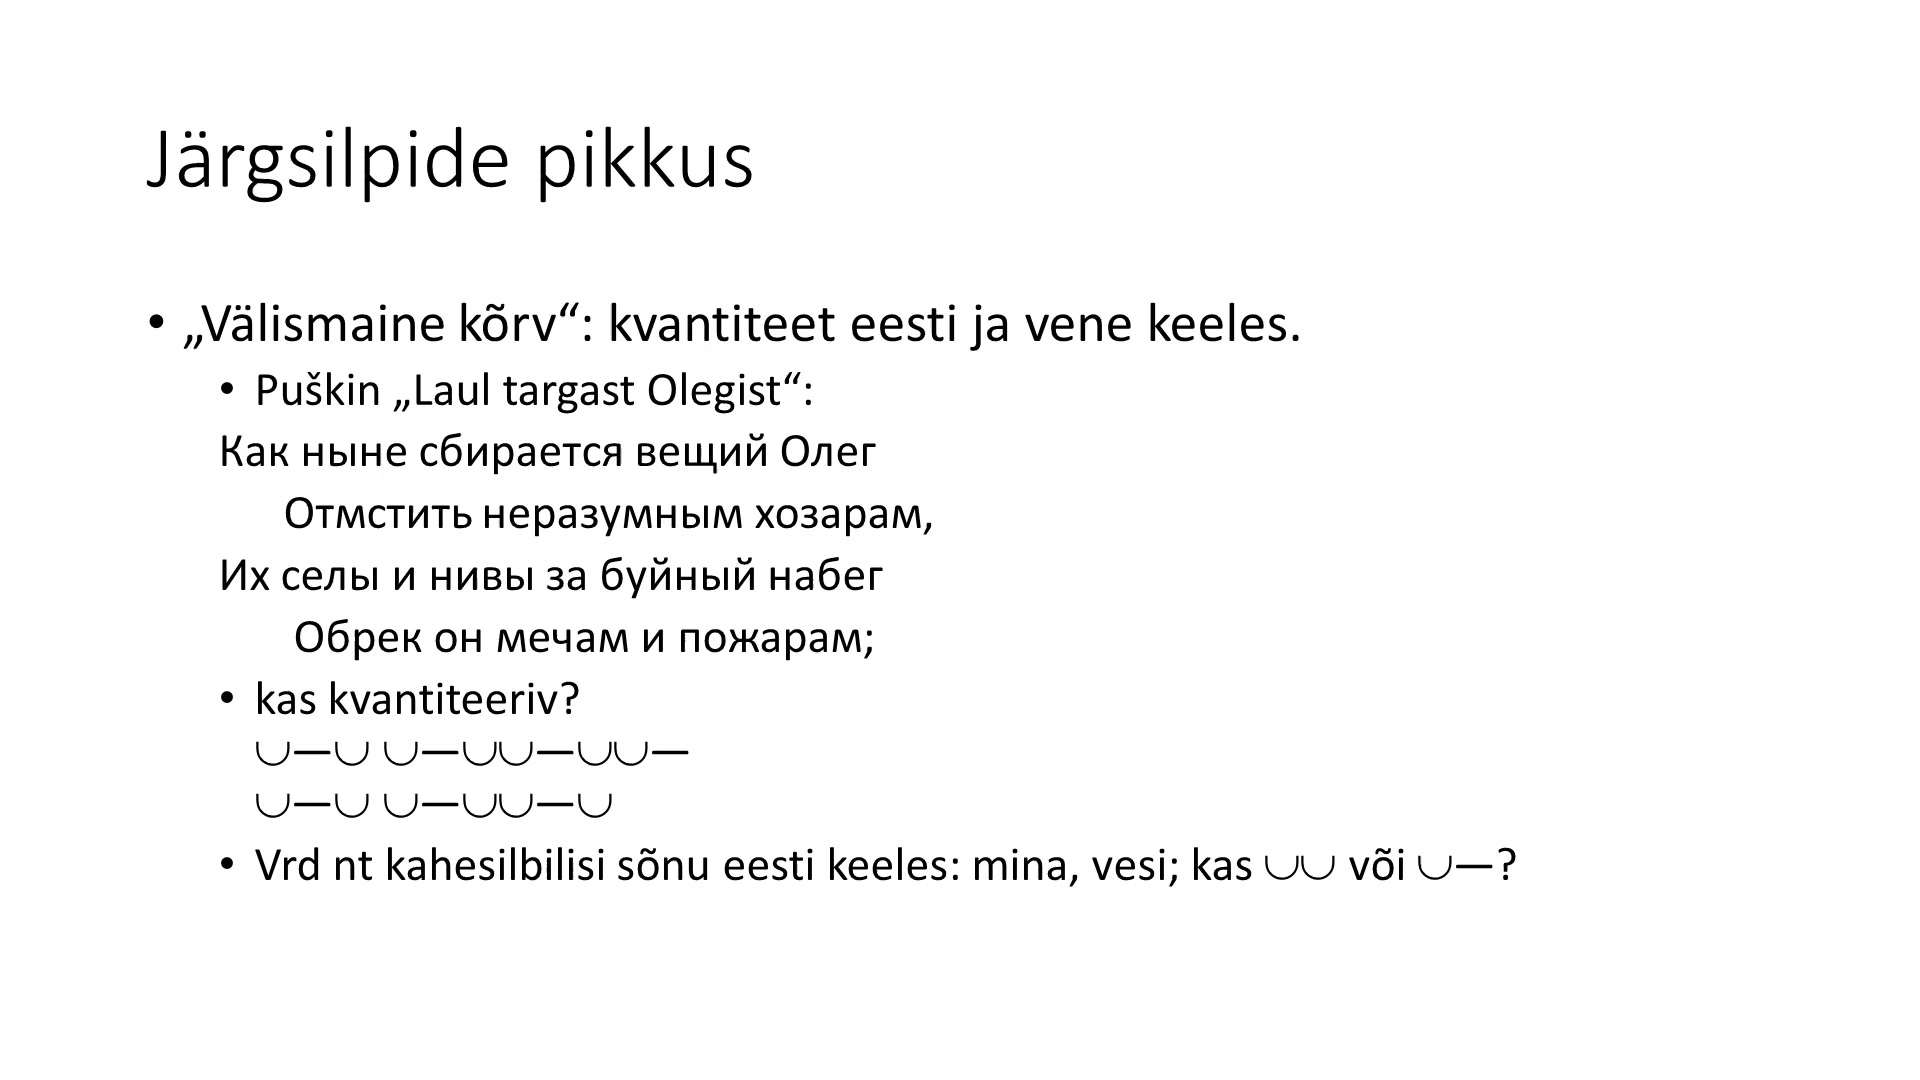 Järgsilpide pikkus
• „Välismaine kõrv“: kvantiteet eesti ja vene keeles.
• Puškin „Laul targast Olegist“:
Как ныне сбирается вещий Олег
Отмстить неразумным хозарам,
Их селы и нивы за буйный набег
Обрек он мечам и пожарам;
• kas kvantiteeriv?
◡—◡ ◡—◡◡—◡◡—
◡—◡ ◡—◡◡—◡
• Vrd nt kahesilbilisi sõnu eesti keeles: mina, vesi; kas ◡◡ või ◡—?